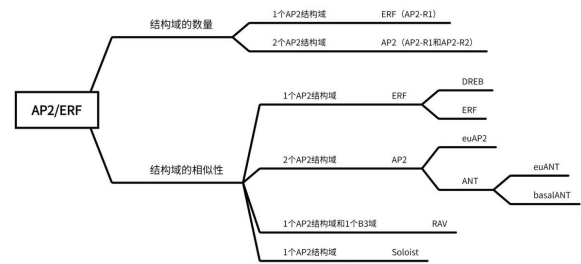 1个AP2结构域 ERF（AP2-R1）
结构域的数量
2个AP2结构域 AP2（AP2-R1和AP2-R2）
DREB
1个AP2结构域 ERF
AP2/ERF
ERF
euAP2
结构域的相似性
2个AP2结构域 AP2
euANT
ANT
basalANT
1个AP2结构域和1个B3域 RAV
1个AP2结构域 Soloist